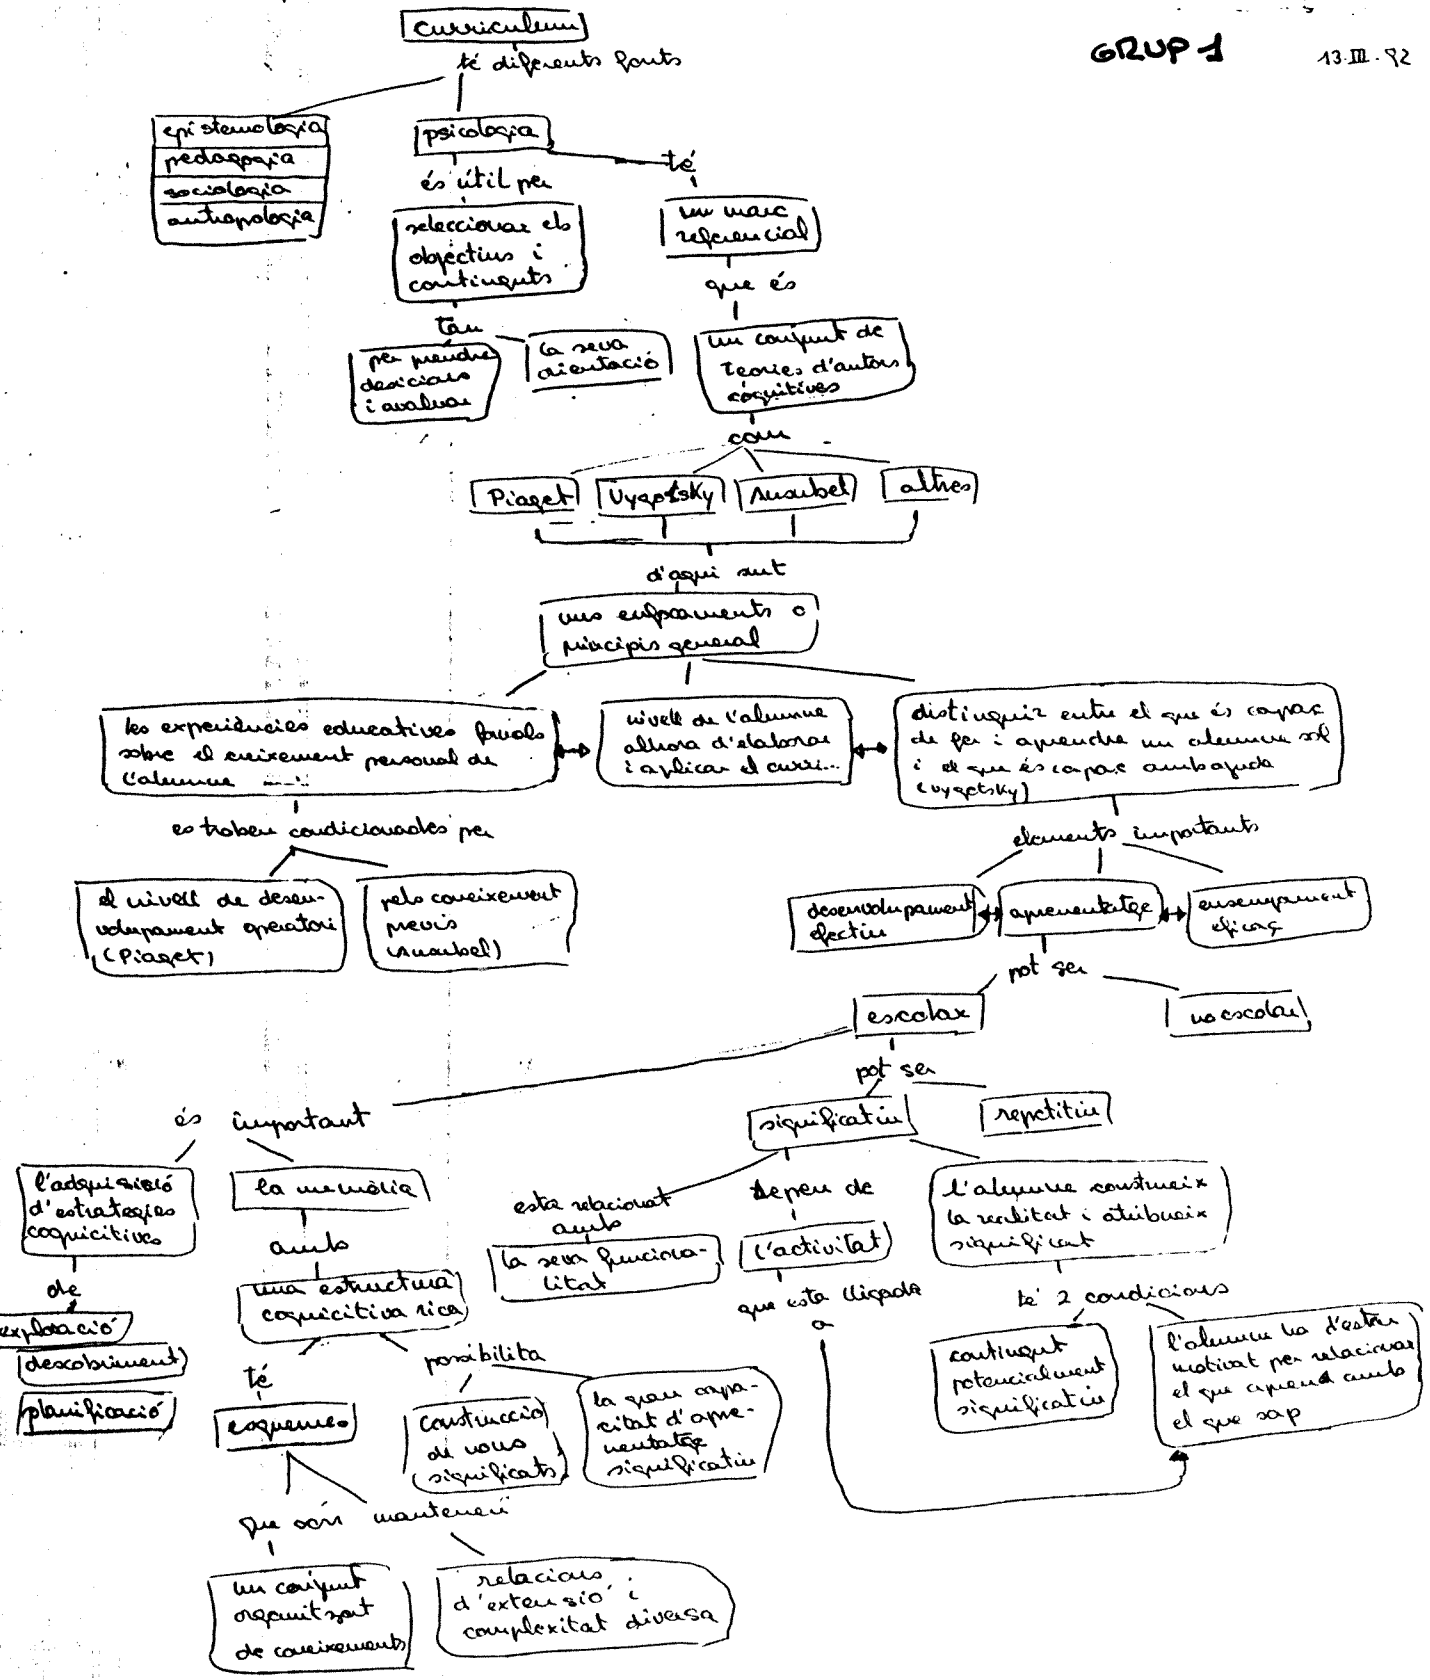 curriculum
GRUP 1
13.III.92
té diferents fonts
epistemologia
pedagogia
sociologia
antropologia
psicologia
és útil per
té
seleccionar els
objectius i
continguts
un marc
referencial
que és
tan
per prendre
desicions
i avaluar
la seva
orientació
un conjunt de
teories d'autors
cognitives
com
Piaget
Vygotsky
Ausubel
altres
d'aqui surt
uns enfocaments o
principis general
les experiències educatives formals
sobre el creixement personal de
l'alumne
nivell de l'alumne
alhora d'elaborar
i aplicar el curri...
distinguir entre el que és capaç
de fer i aprendre un alumne sol
i el que és capaç amb ajuda
(Vygotsky)
es troben condicionades per
elements importants
el nivell de desen-
volupament operatori
(Piaget)
pels coneixement
previs
(Ausubel)
desenvolupament
efectiu
aprenentatge
ensenyament
eficaç
pot ser
escolar
no escolar
pot ser
és important
significatiu
repetitiu
l'adquisició
d'estrategies
cognicitives
la memòria
esta relacionat
amb
depen de
l'alumne construeix
la realitat i atribueix
significat
amb
la seva funciona-
litat
l'activitat
de
una estructura
cognicitiva rica
que esta lligada
a
té 2 condicions
exploració
descobriment
planificació
té
possibilita
contingut
potencialment
significatiu
l'alumne ha d'estar
motivat per relacionar
el que apren amb
el que sap
esquemes
construcció
de nous
significats
la gran capa-
citat d'apre-
nentatge
significatiu
que són
mantenen
un conjunt
organitzat
de coneixements
relacions
d'extensió i
complexitat diversa